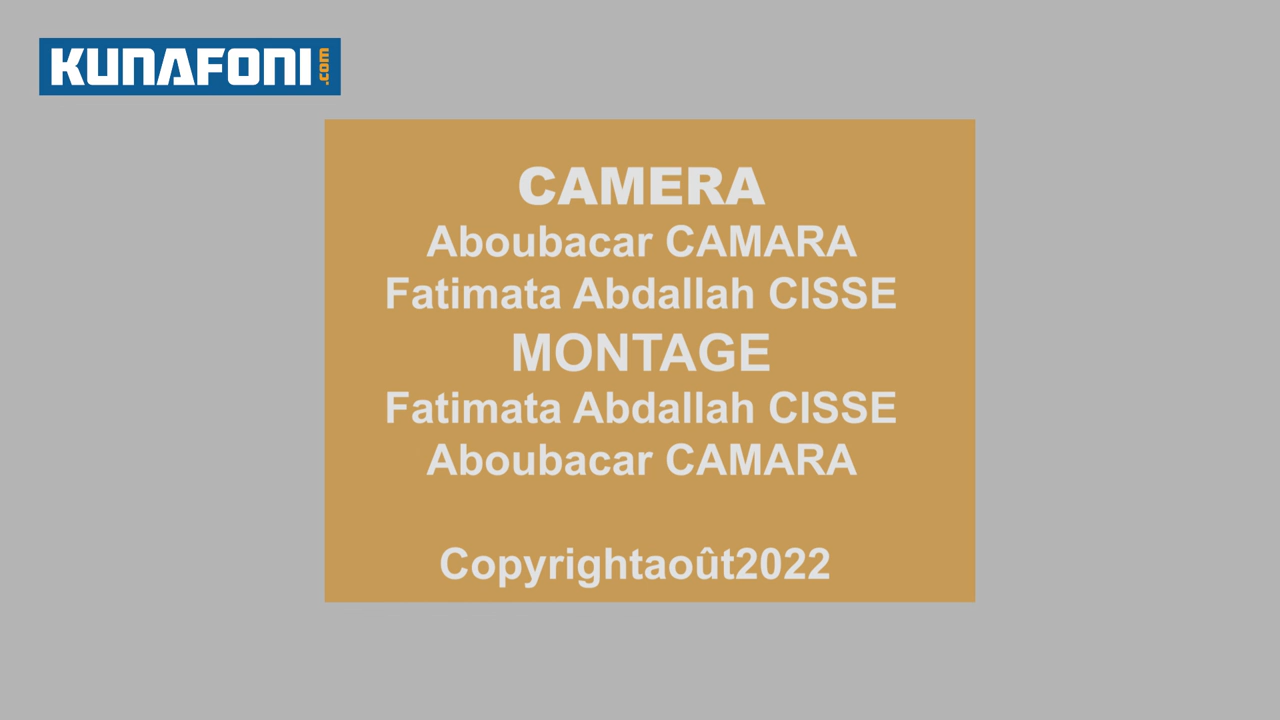 KUNAFONI.com
CAMERA
Aboubacar CAMARA
Fatimata Abdallah CISSE
MONTAGE
Fatimata Abdallah CISSE
Aboubacar CAMARA
Copyrightaoût2022